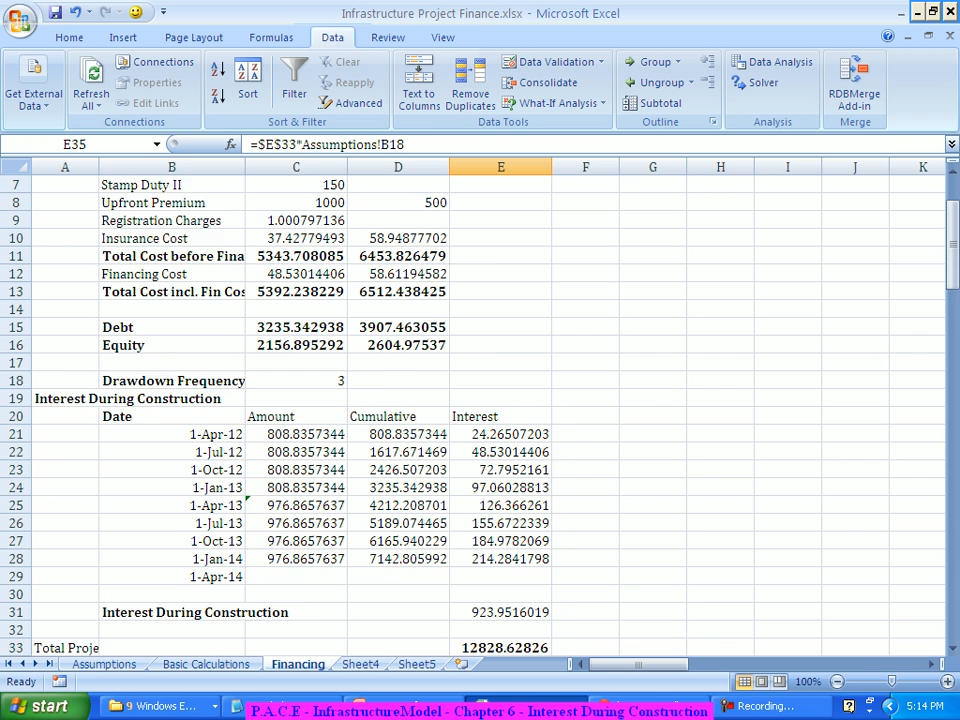 Infrastructure Project Finance.xlsx - Microsoft Excel
Home Insert Page Layout Formulas Data Review View
Get External Data
Refresh All
Connections
Properties
Edit Links
Connections
Sort
Filter
Clear
Reapply
Advanced
Sort & Filter
Text to Columns
Remove Duplicates
Data Validation
Consolidate
What-If Analysis
Data Tools
Group
Ungroup
Subtotal
Outline
Data Analysis
Solver
Analysis
RDBMerge Add-in
Merge
E35 fx =$E$33*Assumptions!B18
A B C D E F G H I J K
7 Stamp Duty II 150
8 Upfront Premium 1000 500
9 Registration Charges 1.000797136
10 Insurance Cost 37.42779493 58.94877702
11 Total Cost before Fina 5343.708085 6453.826479
12 Financing Cost 48.53014406 58.61194582
13 Total Cost incl. Fin Cos 5392.238229 6512.438425
14
15 Debt 3235.342938 3907.463055
16 Equity 2156.895292 2604.97537
17
18 Drawdown Frequency 3
19 Interest During Construction
20 Date Amount Cumulative Interest
21 1-Apr-12 808.8357344 808.8357344 24.26507203
22 1-Jul-12 808.8357344 1617.671469 48.53014406
23 1-Oct-12 808.8357344 2426.507203 72.7952161
24 1-Jan-13 808.8357344 3235.342938 97.06028813
25 1-Apr-13 976.8657637 4212.208701 126.366261
26 1-Jul-13 976.8657637 5189.074465 155.6722339
27 1-Oct-13 976.8657637 6165.940229 184.9782069
28 1-Jan-14 976.8657637 7142.805992 214.2841798
29 1-Apr-14
30
31 Interest During Construction 923.9516019
32
33 Total Proje 12828.62826
Assumptions Basic Calculations Financing Sheet4 Sheet5
Ready 100%
start 9 Windows E... Recording... 5:14 PM
P.A.C.E - InfrastructureModel - Chapter 6 - Interest During Construction